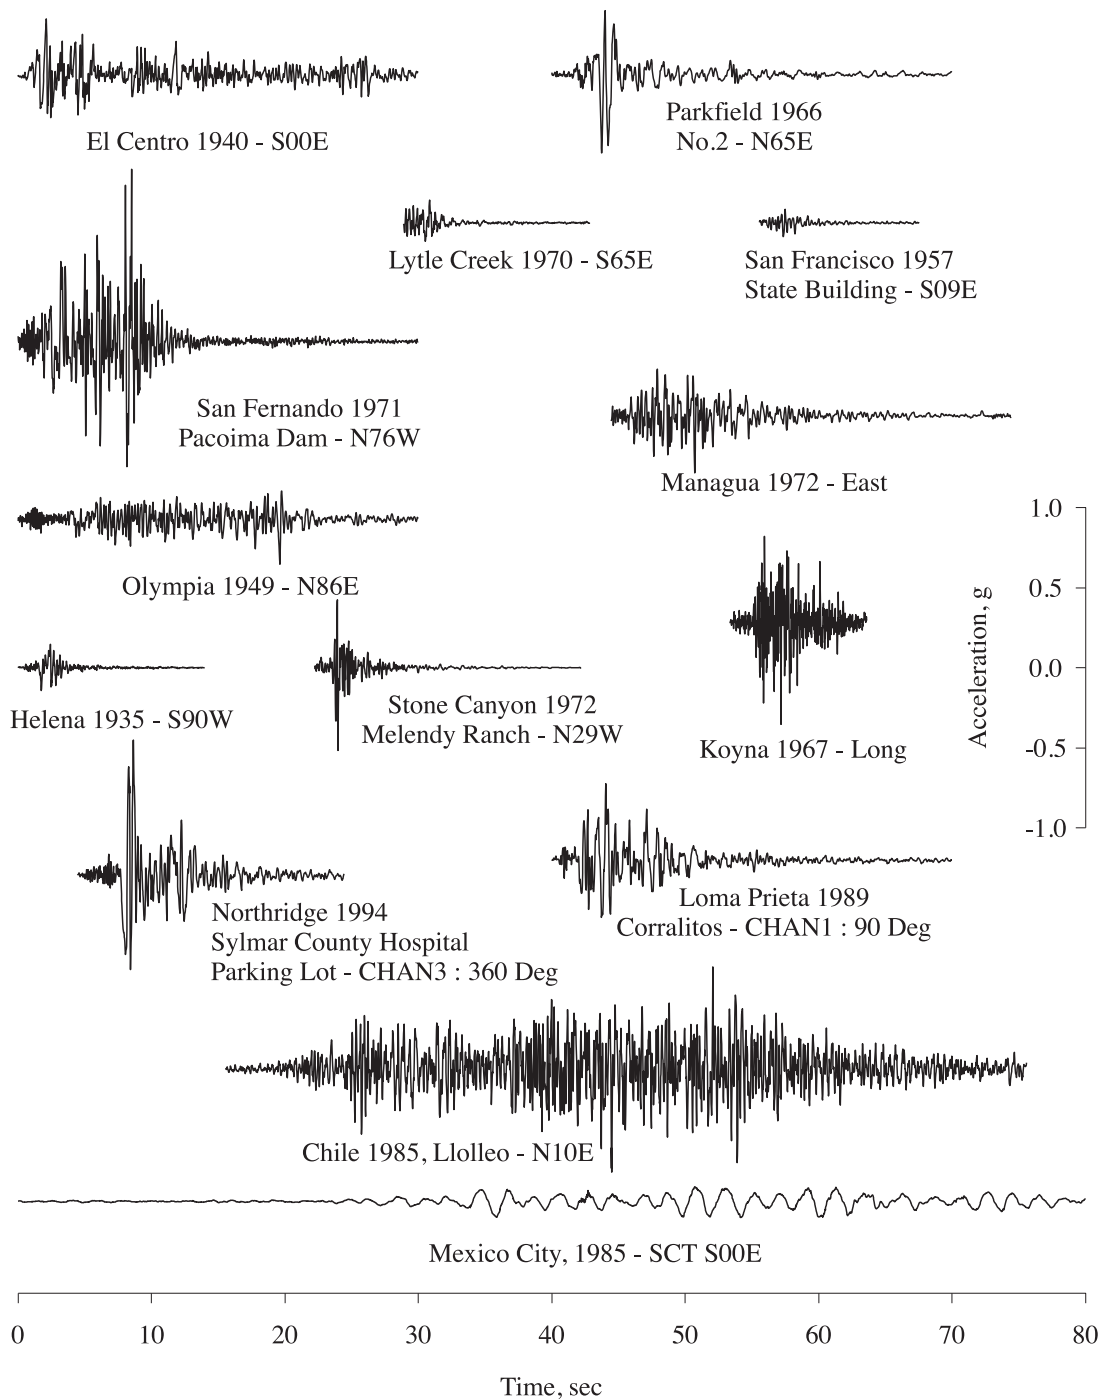 El Centro 1940 - S00E
Parkfield 1966
No.2 - N65E
Lytle Creek 1970 - S65E
San Francisco 1957
State Building - S09E
San Fernando 1971
Pacoima Dam - N76W
Managua 1972 - East
Olympia 1949 - N86E
1.0
0.5
0.0
-0.5
-1.0
Acceleration, g
Helena 1935 - S90W
Stone Canyon 1972
Melendy Ranch - N29W
Koyna 1967 - Long
Northridge 1994
Sylmar County Hospital
Parking Lot - CHAN3 : 360 Deg
Loma Prieta 1989
Corralitos - CHAN1 : 90 Deg
Chile 1985, Llolleo - N10E
Mexico City, 1985 - SCT S00E
0 10 20 30 40 50 60 70 80
Time, sec